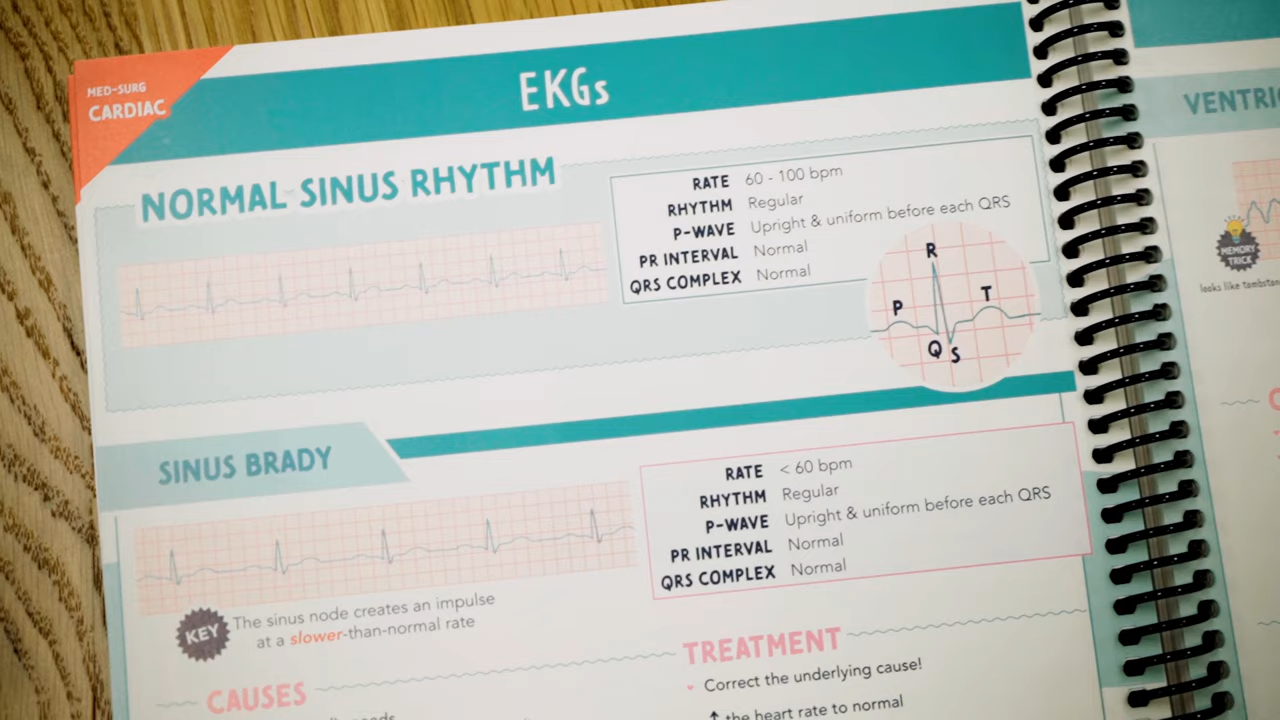 MED-SURG
CARDIAC
EKGs
NORMAL SINUS RHYTHM
RATE 60 - 100 bpm
RHYTHM Regular
P-WAVE Upright & uniform before each QRS
PR INTERVAL Normal
QRS COMPLEX Normal
R
P
T
Q
S
SINUS BRADY
RATE < 60 bpm
RHYTHM Regular
P-WAVE Upright & uniform before each QRS
PR INTERVAL Normal
QRS COMPLEX Normal
KEY
The sinus node creates an impulse
at a slower-than-normal rate
CAUSES
TREATMENT
Correct the underlying cause!
↑ the heart rate to normal
MEMORY
TRICK
looks like